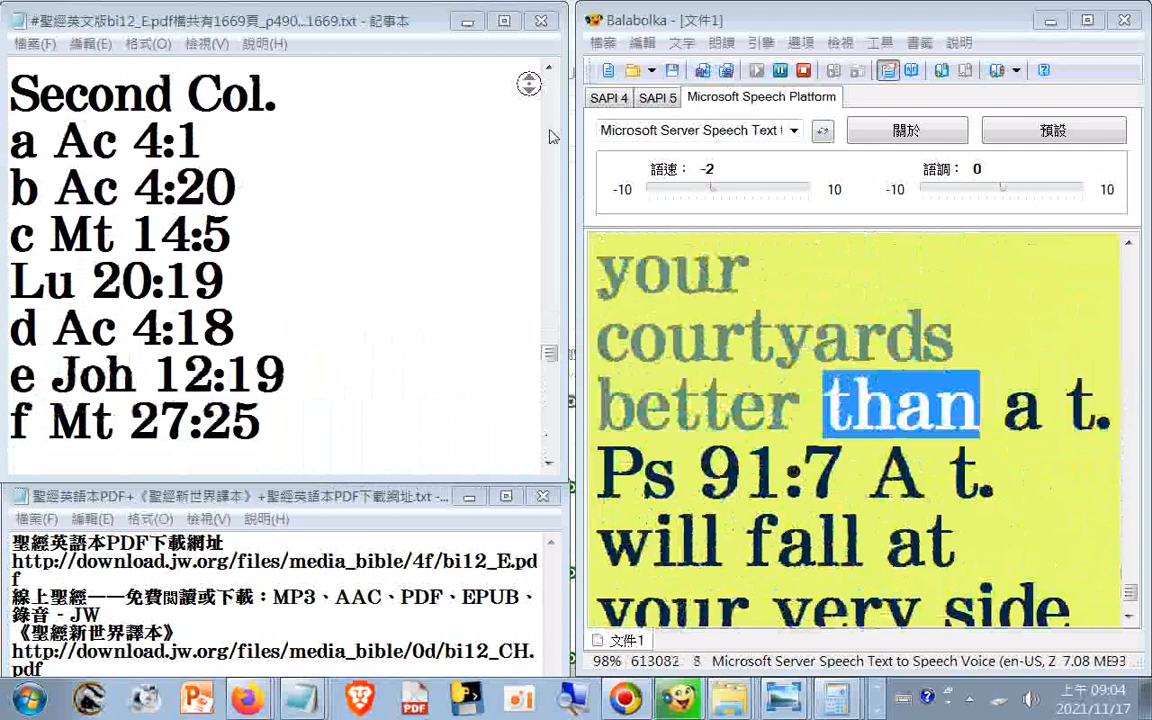 #聖經英文版bi12_E.pdf檔共有1669頁_p490...1669.txt - 記事本
檔案(F) 編輯(E) 格式(O) 檢視(V) 說明(H)
Second Col.
a Ac 4:1
b Ac 4:20
c Mt 14:5
Lu 20:19
d Ac 4:18
e Joh 12:19
f Mt 27:25
聖經英語本PDF+《聖經新世界譯本》+聖經英語本PDF下載網址.txt -...
檔案(F) 編輯(E) 格式(O) 檢視(V) 說明(H)
聖經英語本PDF下載網址
http://download.jw.org/files/media_bible/4f/bi12_E.pd
f
線上聖經——免費閱讀或下載：MP3、AAC、PDF、EPUB、
錄音 - JW
《聖經新世界譯本》
http://download.jw.org/files/media_bible/0d/bi12_CH.
pdf
Balabolka - [文件1]
檔案 編輯 文字 朗讀 引擎 選項 檢視 工具 書籤 說明
SAPI 4 SAPI 5 Microsoft Speech Platform
Microsoft Server Speech Text 關於 預設
語速： -2 語調： 0
-10 10 -10 10
your
courtyards
better than a t.
Ps 91:7 A t.
will fall at
your very side
文件1
98% 613082 Microsoft Server Speech Text to Speech Voice (en-US, Z 7.08 ME93
PDF
上午 09:04
2021/11/17